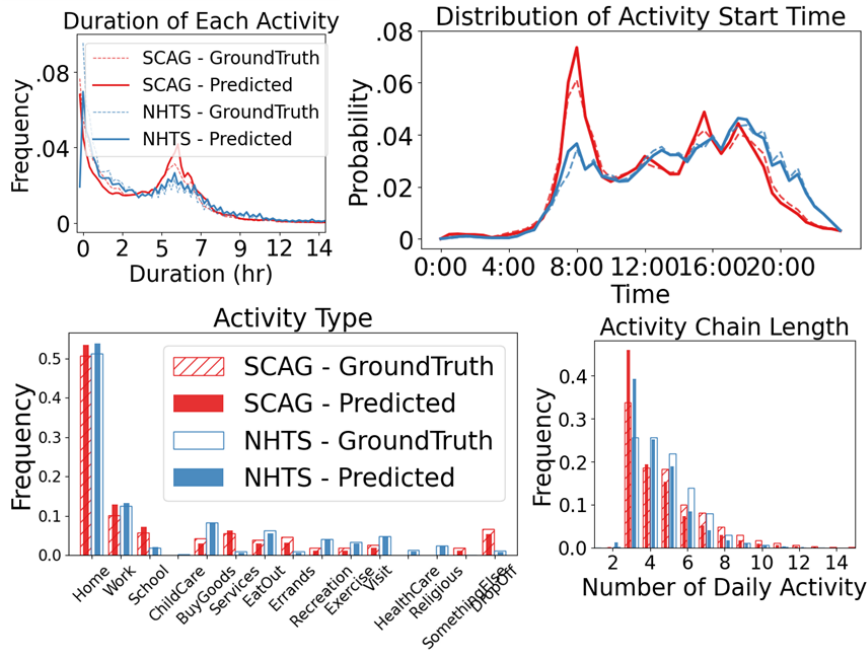 Duration of Each Activity
.08
.04
0
Frequency
SCAG - GroundTruth
SCAG - Predicted
NHTS - GroundTruth
NHTS - Predicted
0 2 5 7 9 12 14
Duration (hr)
Distribution of Activity Start Time
.08
.06
.04
.02
0
Probability
0:00 4:00 8:00 12:00 16:00 20:00
Time
Activity Type
0.5
0.4
0.3
0.2
0.1
0.0
Frequency
SCAG - GroundTruth
SCAG - Predicted
NHTS - GroundTruth
NHTS - Predicted
Home
Work
School
ChildCare
BuyGoods
Services
EatOut
Errands
Recreation
Exercise
Visit
HealthCare
Religious
SomethingElse
DropOff
Activity Chain Length
0.4
0.3
0.2
0.1
0.0
Frequency
2 4 6 8 10 12 14
Number of Daily Activity